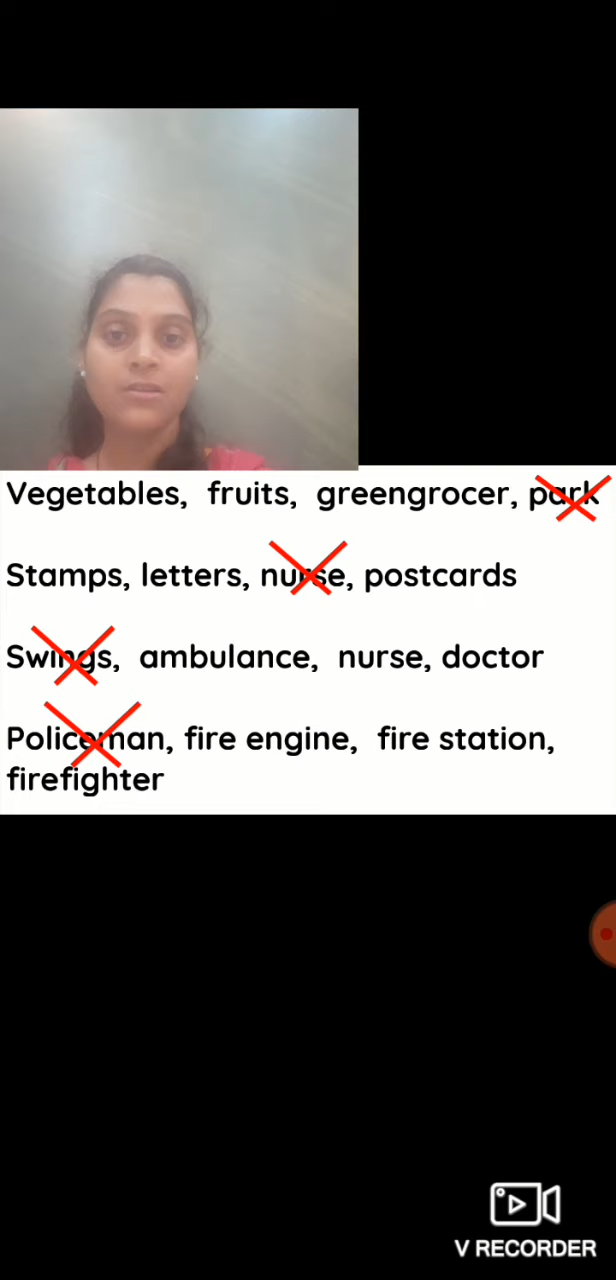 Vegetables, fruits, greengrocer, park
Stamps, letters, nurse, postcards
Swings, ambulance, nurse, doctor
Policeman, fire engine, fire station,
firefighter
V RECORDER